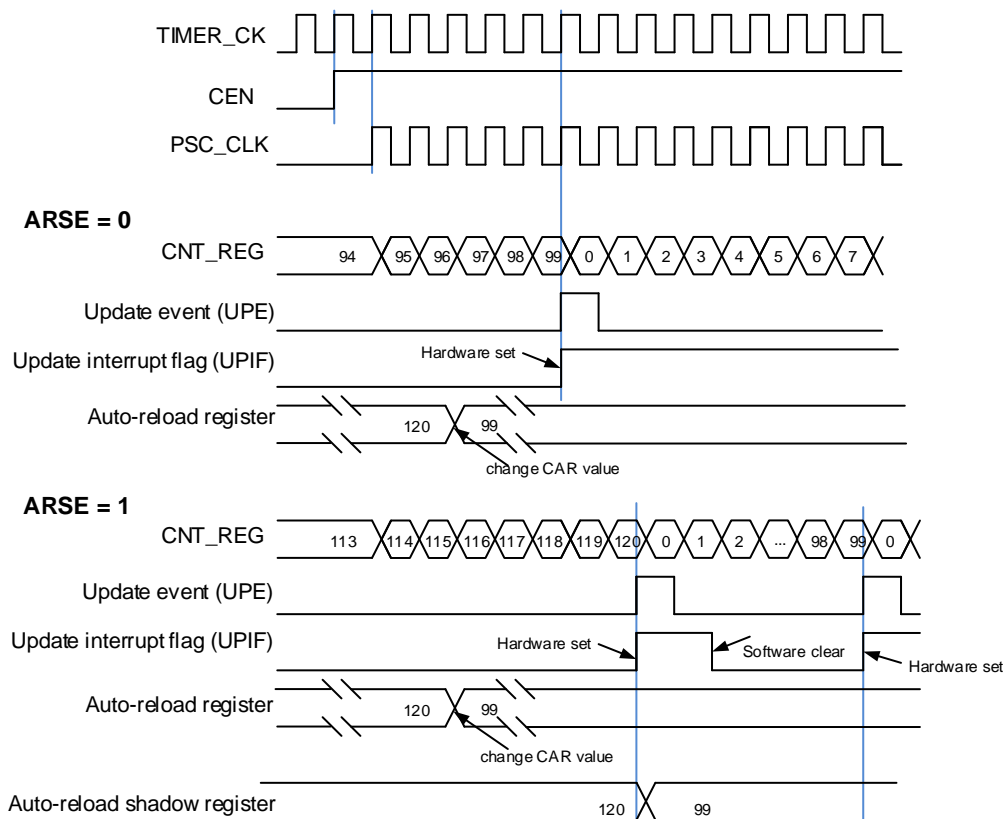 TIMER_CK
CEN
PSC_CLK
ARSE = 0
CNT_REG 94 95 96 97 98 99 0 1 2 3 4 5 6 7
Update event (UPE)
Update interrupt flag (UPIF) Hardware set
Auto-reload register
120 99
change CAR value
ARSE = 1
CNT_REG 113 114 115 116 117 118 119 120 0 1 2 ... 98 99 0
Update event (UPE)
Update interrupt flag (UPIF) Hardware set Software clear Hardware set
Auto-reload register 120 99
change CAR value
Auto-reload shadow register 120 99